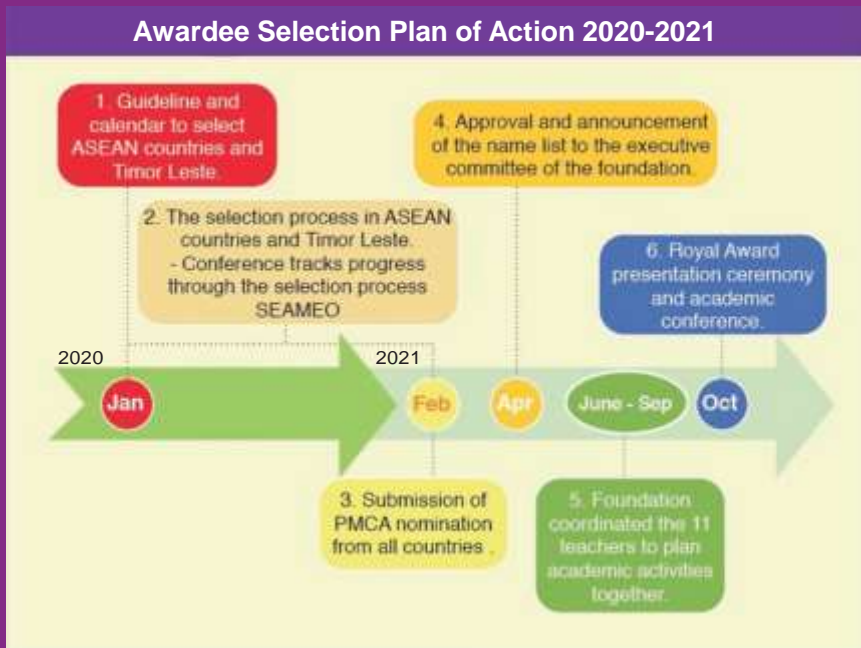 Awardee Selection Plan of Action 2020-2021
1. Guideline and
calendar to select
ASEAN countries and
Timor Leste.
4. Approval and announcement
of the name list to the executive
committee of the foundation.
2. The selection process in ASEAN
countries and Timor Leste.
- Conference tracks progress
through the selection process
SEAMEO
6. Royal Award
presentation ceremony
and academic
conference.
2020
2021
Jan
Feb
Apr
June - Sep
Oct
3. Submission of
PMCA nomination
from all countries .
5. Foundation
coordinated the 11
teachers to plan
academic activities
together.